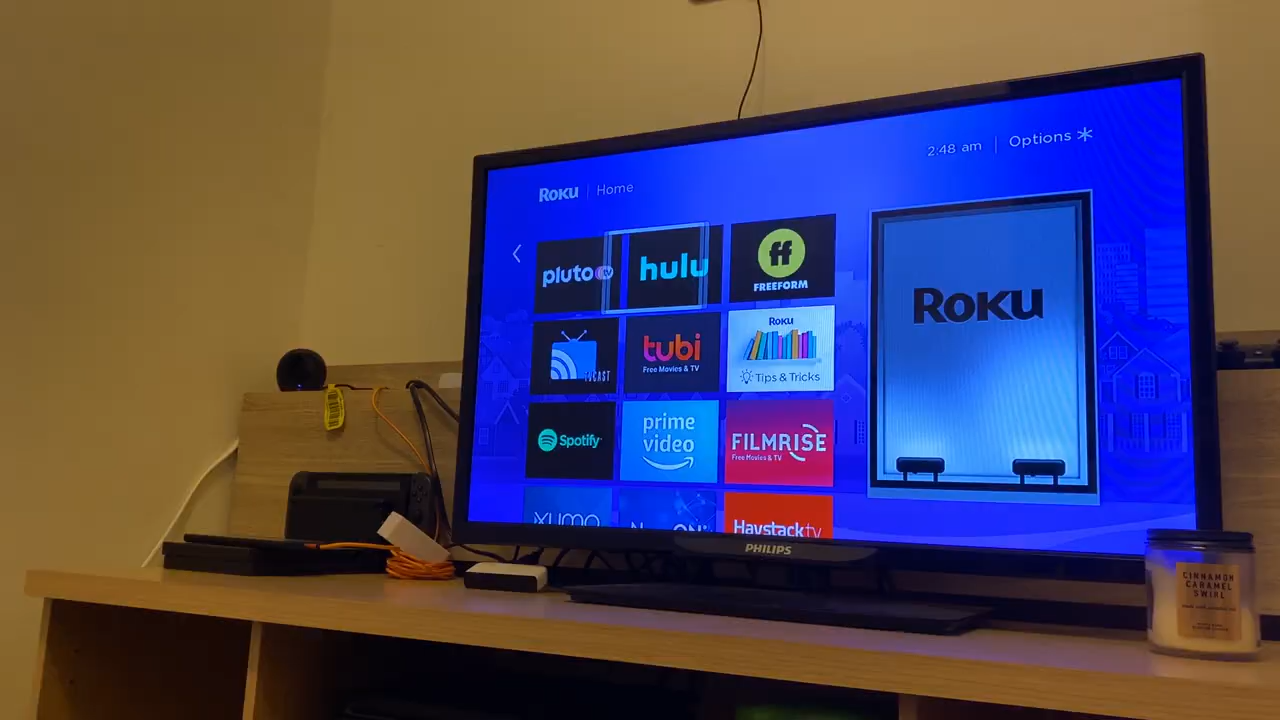 2:48 am | Options
Roku | Home
pluto tv
hulu
ff
FREEFORM
Roku
tubi
Free Movies & TV
Roku
Tips & Tricks
Spotify
prime
video
FILMRISE
Free Movies & TV
XUMO
Haystack tv
PHILIPS
CINNAMON
CARAMEL
SWIRL